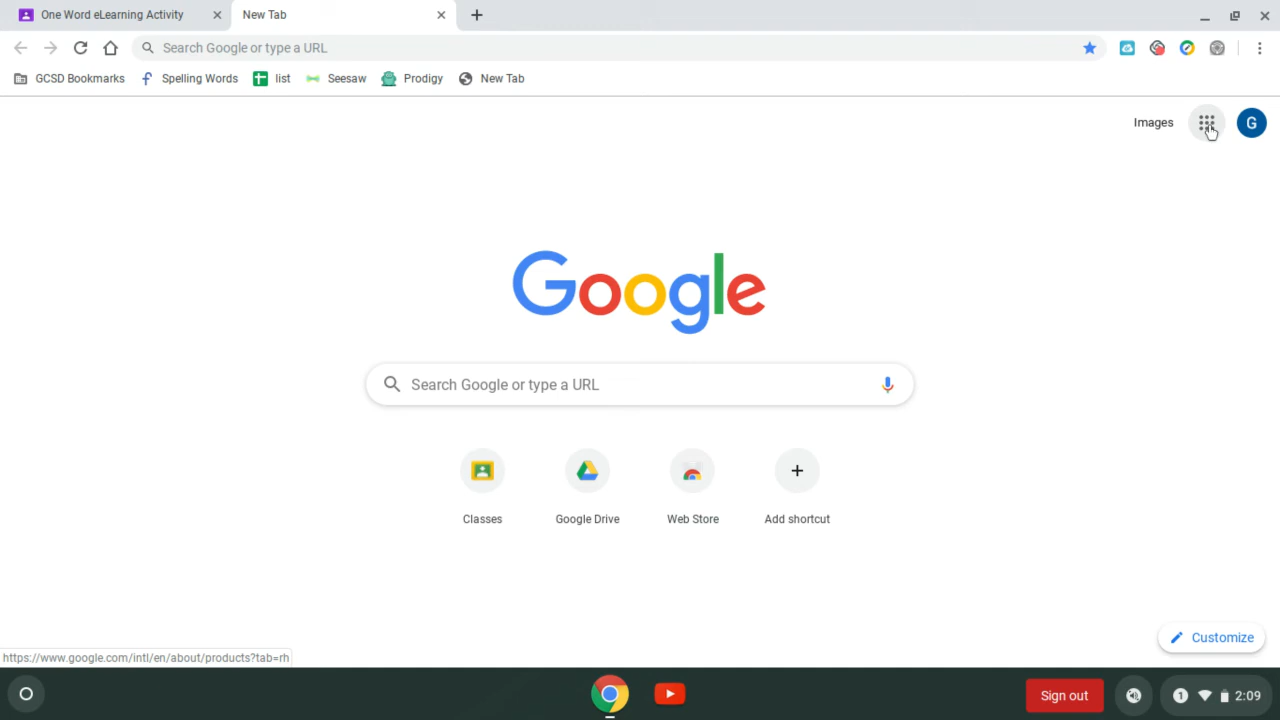 One Word eLearning Activity
New Tab
Search Google or type a URL
GCSD Bookmarks
Spelling Words
list
Seesaw
Prodigy
New Tab
Images
G
Google
Search Google or type a URL
Classes
Google Drive
Web Store
Add shortcut
Customize
https://www.google.com/intl/en/about/products?tab=rh
Sign out
1
2:09